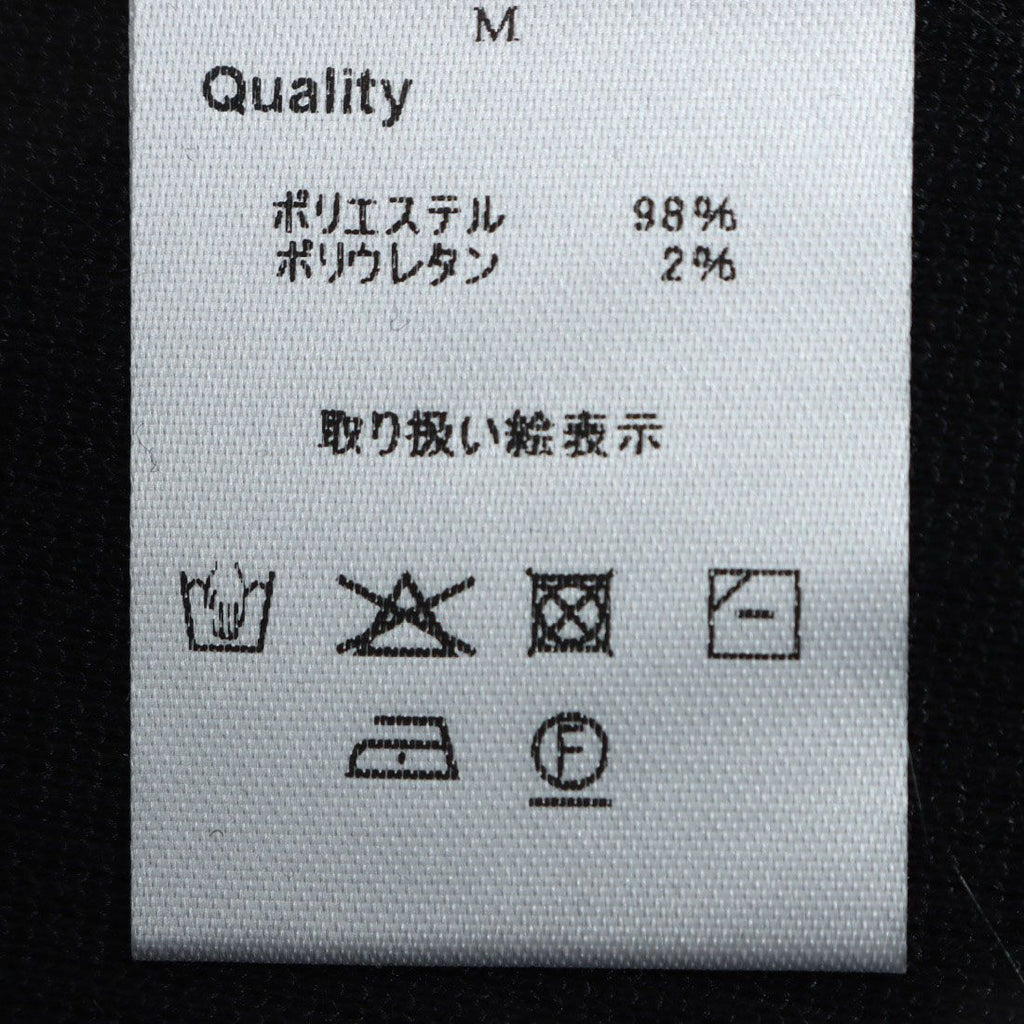 M
Quality
ポリエステル 98%
ポリウレタン 2%
取り扱い絵表示
F